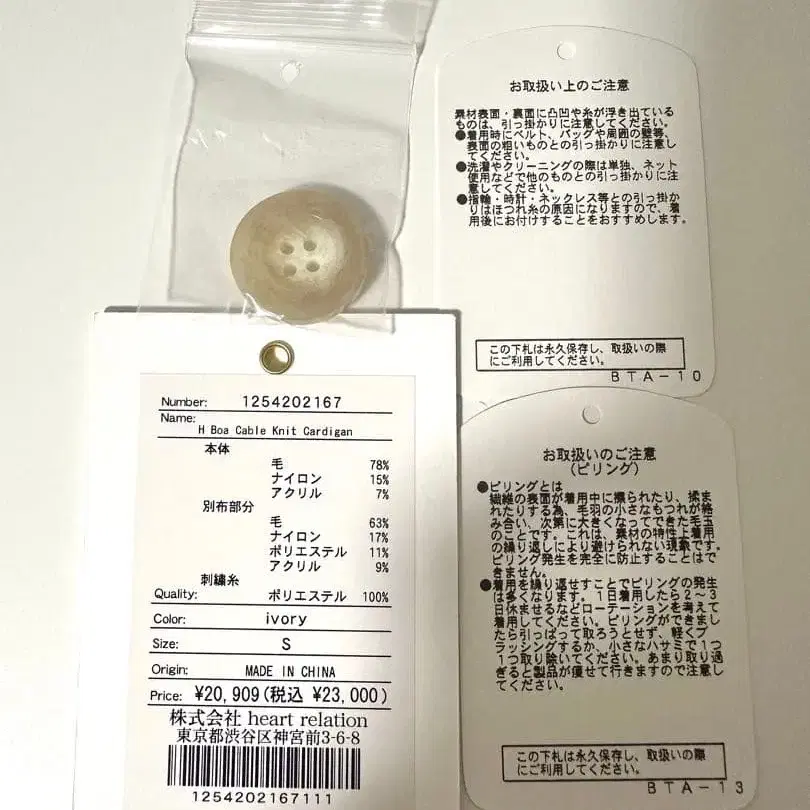 お取扱い上のご注意
素材表面・裏面に凸凹や糸が浮き出ている
ものは、引っ掛かりに注意してください。
●着用時にベルト、バッグや周囲の壁等、
表面の粗いものとの引っ掛かりに注意し
てください。
●洗濯やクリーニングの際は単独、ネット
使用などで他のものとの引っ掛かりに注
意してください。
●指輪・時計・ネックレス等との引っ掛か
りはほつれ糸の原因になりますので、着
用後にお付けすることをおすすめします。
この下札は永久保存し、取扱いの際
にご利用してください。
BTA-10
Number: 1254202167
Name:
H Boa Cable Knit Cardigan
本体
毛 78%
ナイロン 15%
アクリル 7%
別布部分
毛 63%
ナイロン 17%
ポリエステル 11%
アクリル 9%
刺繍糸
Quality: ポリエステル 100%
Color: ivory
Size: S
Origin: MADE IN CHINA
Price: ¥20,909(税込 ¥23,000)
株式会社 heart relation
東京都渋谷区神宮前3-6-8
1254202167111
お取扱いのご注意
(ピリング)
●ピリングとは
繊維の表面が着用中に擦られたり、揉ま
れたりする為、毛羽の小さなもつれが絡
み合い、次第に大きくなってできた毛玉
のことです。これは、素材の特性上着用
の繰り返しにより避けられない現象です。
ピリング発生を完全に防止することはで
きません。
●着用を繰り返せすことでピリングの発生
は多くなります。1日着用したら2~3
日休ませるなどローテーションを考えて
着用してください。ピリングができまし
たら引っぱって取ろうとせず、軽くブ
ラッシングするか、小さなハサミで1つ
1つ取り除いてください。あまり取り過
ぎると製品が痩せて行きますので注意し
てください。
この下札は永久保存し、取扱いの際
にご利用してください。
BTA-13